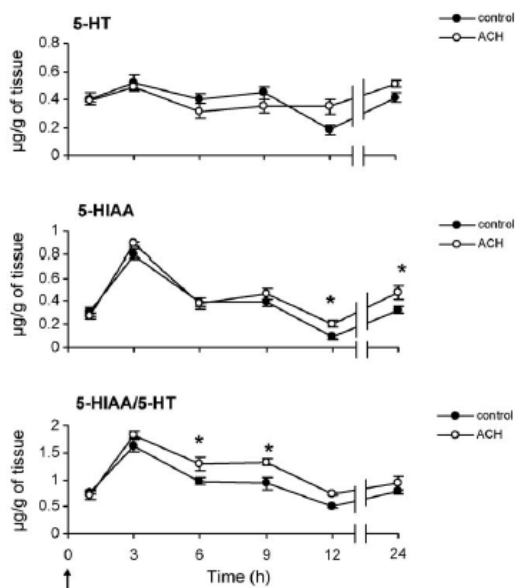 5-HT
control
ACH
0.8
0.6
0.4
0.2
0
µg/g of tissue
5-HIAA
control
ACH
1
0.8
0.6
0.4
0.2
0
µg/g of tissue
*
*
5-HIAA/5-HT
control
ACH
2
1.5
1
0.5
0
µg/g of tissue
*
*
0 3 6 9 12 24
Time (h)